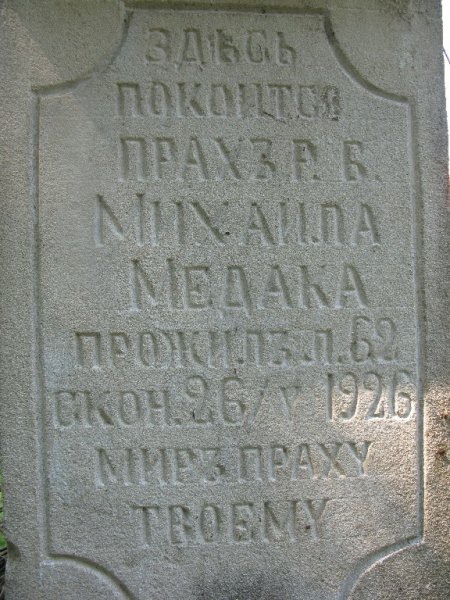 ЗДѢСЬ
ПОКОИТСЯ
ПРАХЪ Р. Б.
МИХАИЛА
МЕДАКА
ПРОЖИЛЪ Л. 62
СКОН. 26/V 1926
МИРЪ ПРАХУ
ТВОЕМУ